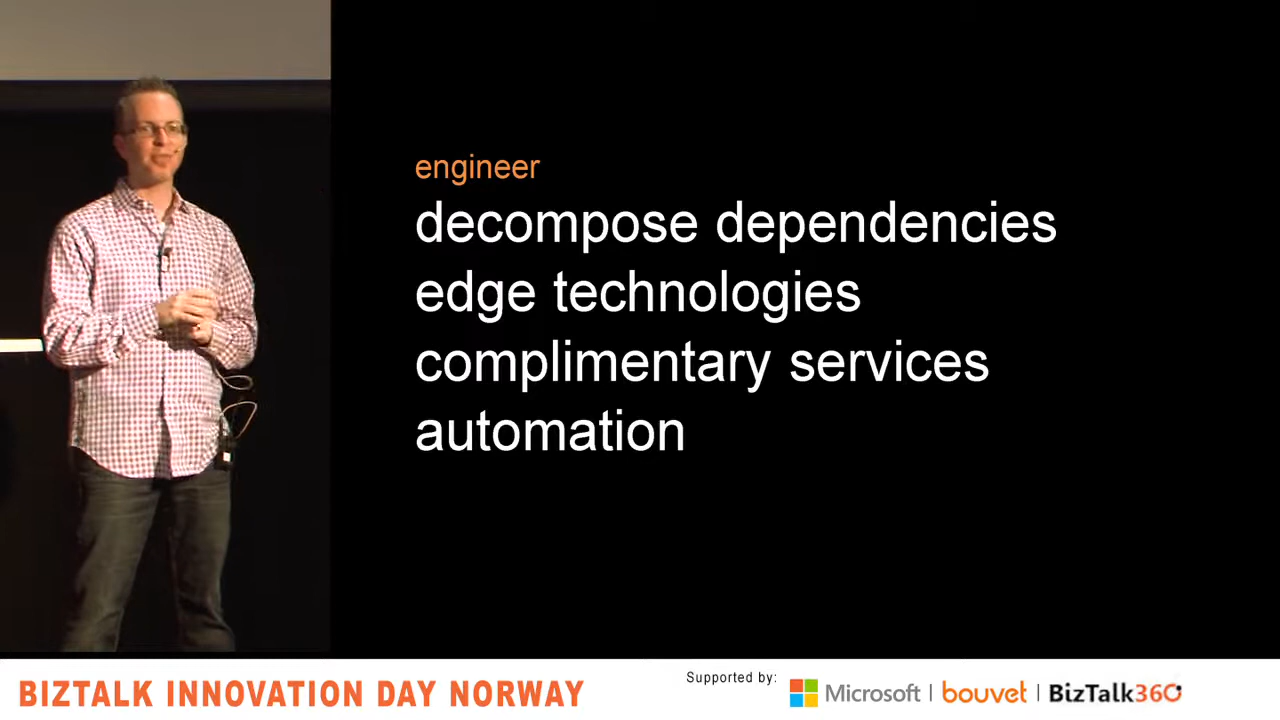 engineer
decompose dependencies
edge technologies
complimentary services
automation
BIZTALK INNOVATION DAY NORWAY
Supported by:
Microsoft | bouvet | BizTalk360